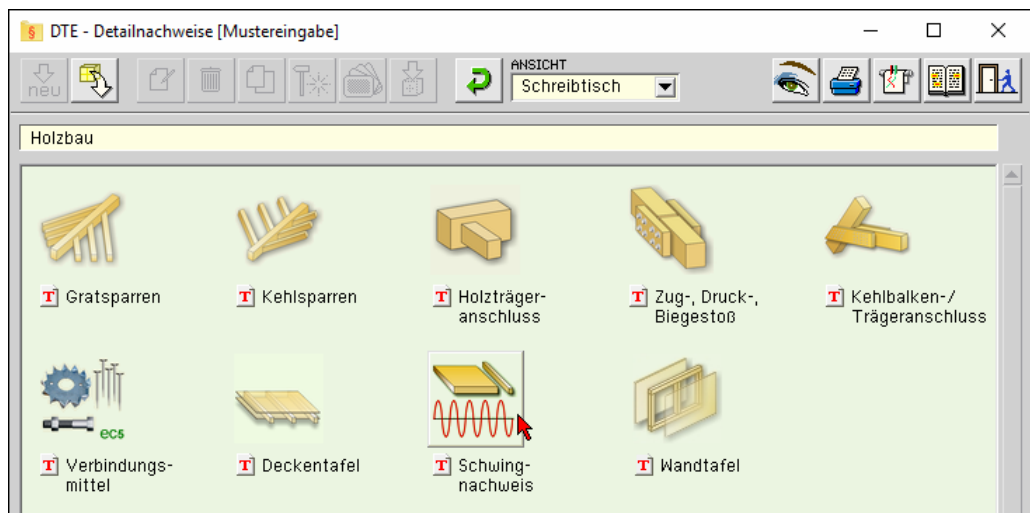 § DTE - Detailnachweise [Mustereingabe]
neu
ANSICHT
Schreibtisch
Holzbau
T Gratsparren
T Kehlsparren
T Holzträger-
anschluss
T Zug-, Druck-,
Biegestoß
T Kehlbalken-/
Trägeranschluss
ec5
T Verbindungs-
mittel
T Deckentafel
T Schwing-
nachweis
T Wandtafel